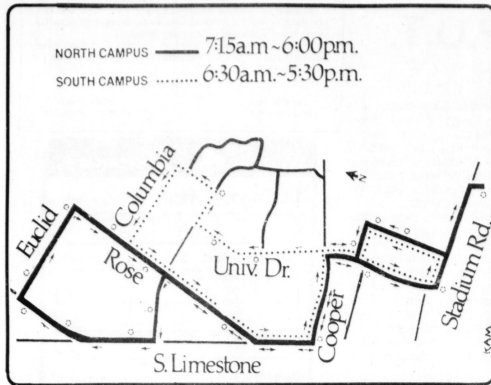 NORTH CAMPUS 7:15a.m~6:00p.m.
SOUTH CAMPUS 6:30a.m.~5:30p.m.
Columbia
N
Euclid
Rose
Univ. Dr.
Stadium Rd.
Cooper
S. Limestone
KAM